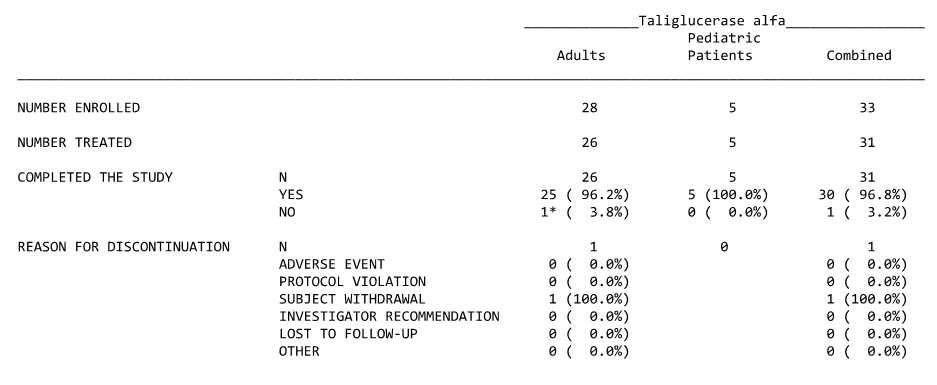 Taliglucerase alfa
Pediatric
Adults Patients Combined
NUMBER ENROLLED 28 5 33
NUMBER TREATED 26 5 31
COMPLETED THE STUDY N 26 5 31
YES 25 ( 96.2%) 5 (100.0%) 30 ( 96.8%)
NO 1* ( 3.8%) 0 ( 0.0%) 1 ( 3.2%)
REASON FOR DISCONTINUATION N 1 0 1
ADVERSE EVENT 0 ( 0.0%) 0 ( 0.0%)
PROTOCOL VIOLATION 0 ( 0.0%) 0 ( 0.0%)
SUBJECT WITHDRAWAL 1 (100.0%) 1 (100.0%)
INVESTIGATOR RECOMMENDATION 0 ( 0.0%) 0 ( 0.0%)
LOST TO FOLLOW-UP 0 ( 0.0%) 0 ( 0.0%)
OTHER 0 ( 0.0%) 0 ( 0.0%)